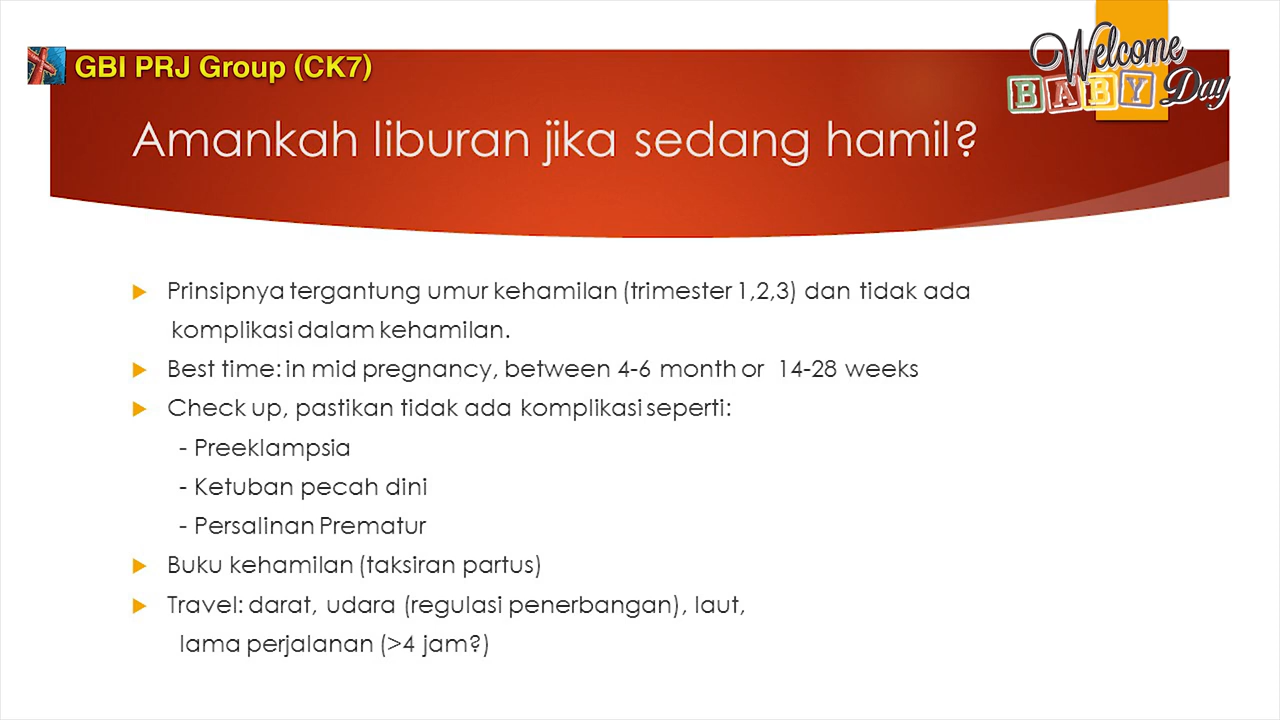 GBI PRJ Group (CK7)
Welcome
BABY Day
Amankah liburan jika sedang hamil?
Prinsipnya tergantung umur kehamilan (trimester 1,2,3) dan tidak ada
komplikasi dalam kehamilan.
Best time: in mid pregnancy, between 4-6 month or 14-28 weeks
Check up, pastikan tidak ada komplikasi seperti:
- Preeklampsia
- Ketuban pecah dini
- Persalinan Prematur
Buku kehamilan (taksiran partus)
Travel: darat, udara (regulasi penerbangan), laut,
lama perjalanan (>4 jam?)